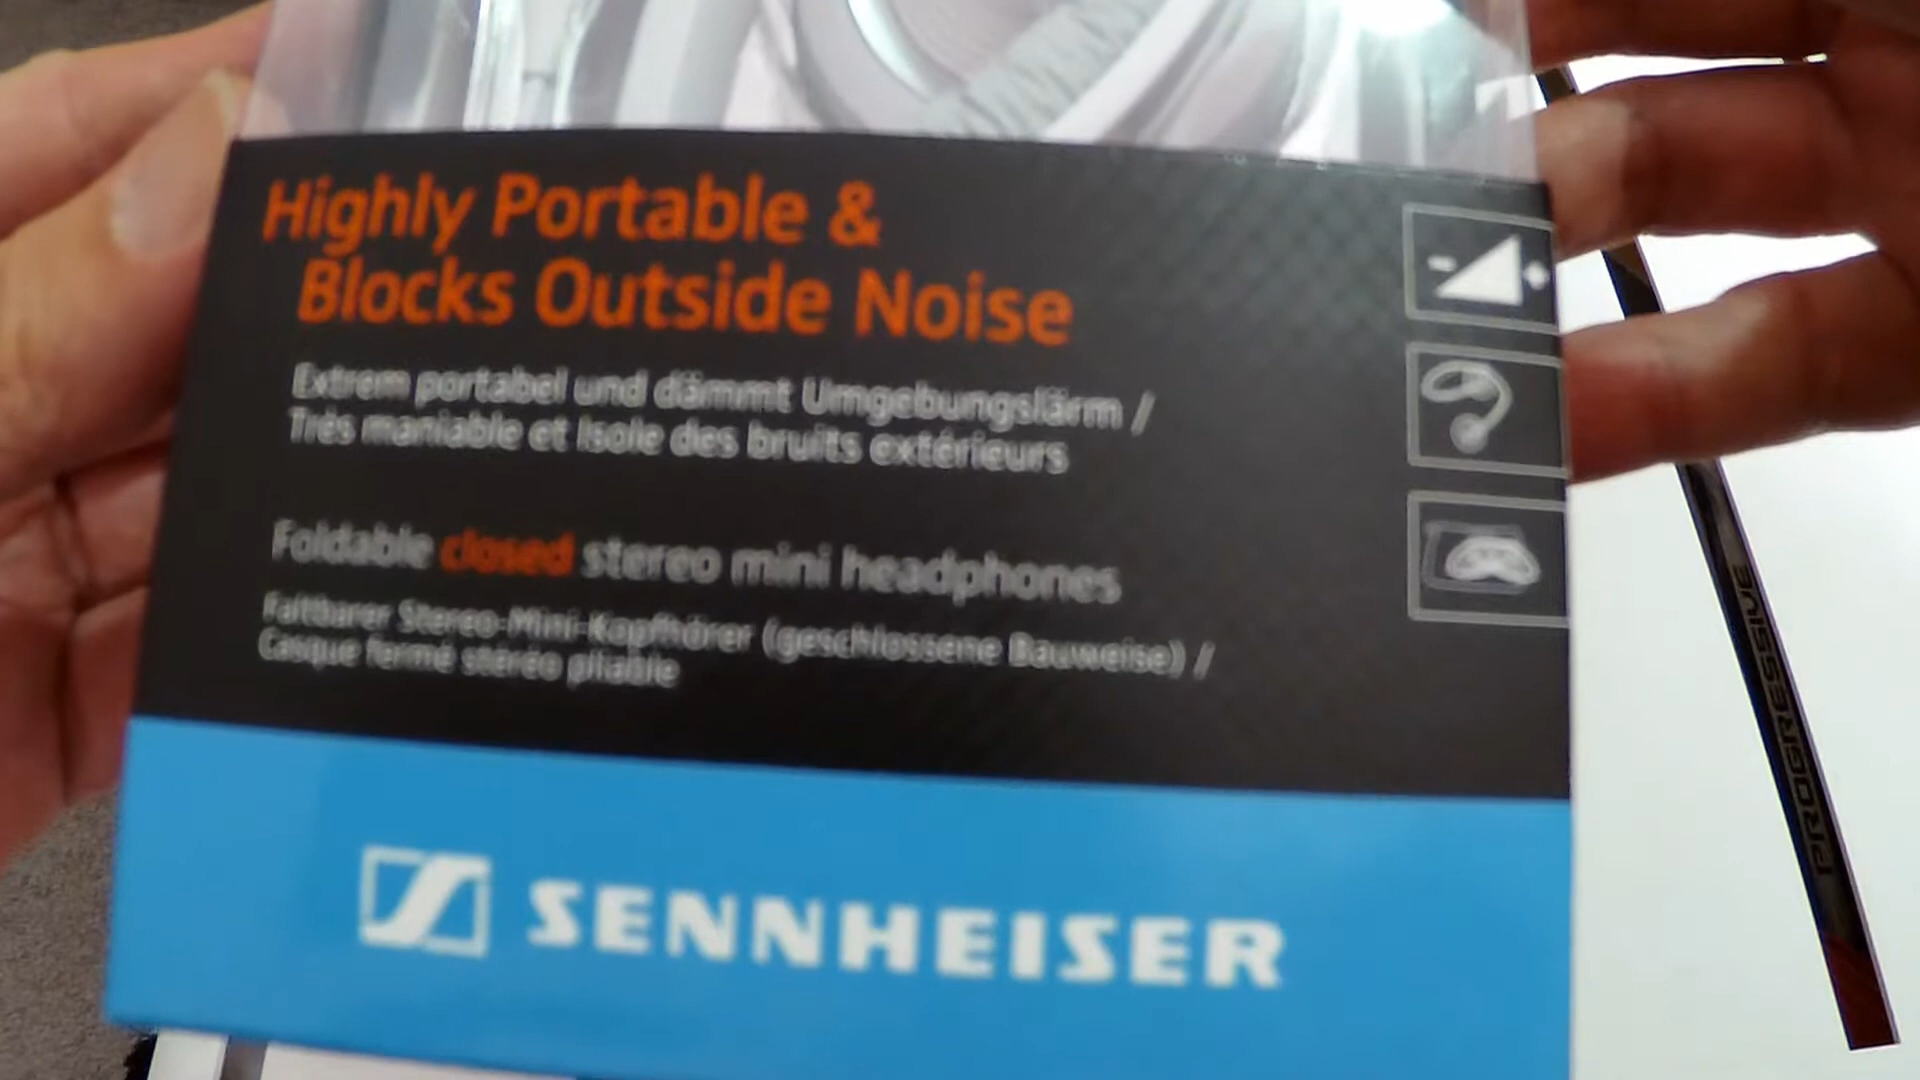 Highly Portable &
Blocks Outside Noise
Extrem portabel und dämmt Umgebungslärm /
Très maniable et isole des bruits extérieurs
Foldable closed stereo mini headphones
Faltbarer Stereo-Mini-Kopfhörer (geschlossene Bauweise) /
Casque fermé stéréo pliable
SENNHEISER
PROGRESSIVE